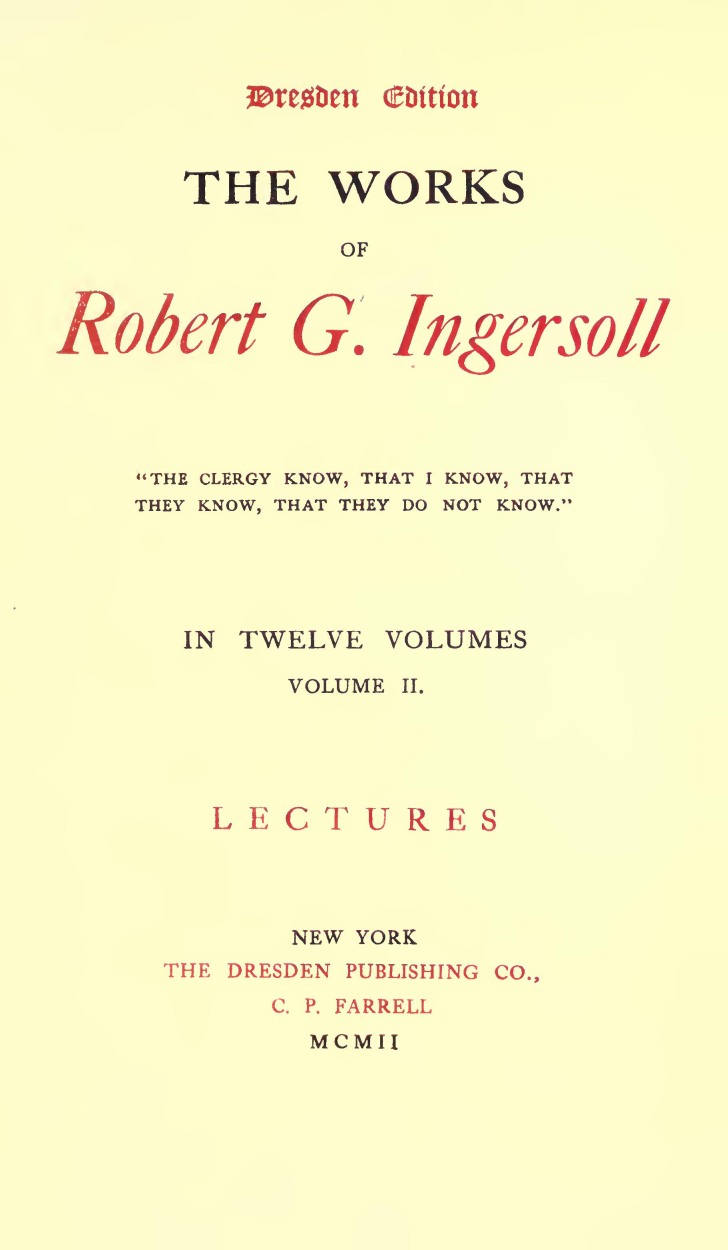 Dresden Edition
THE WORKS
OF
Robert G. Ingersoll
“THE CLERGY KNOW, THAT I KNOW, THAT
THEY KNOW, THAT THEY DO NOT KNOW.”
IN TWELVE VOLUMES
VOLUME II.
LECTURES
NEW YORK
THE DRESDEN PUBLISHING CO.,
C. P. FARRELL
MCMII